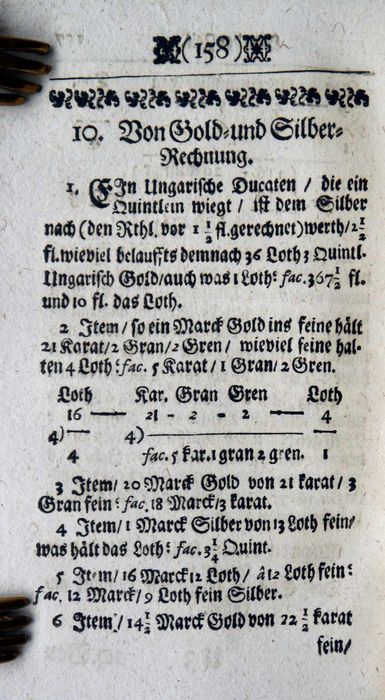 (158)
10. Von Gold- und Silber-
Rechnung.
1. EIn Ungarische Ducaten / die ein
Quintlein wiegt / ist dem Silber
nach (den Rthl. vor 1 1/2 fl. gerechnet) werth / 2 1/2
fl. wieviel belauffts demnach 36 Loth 3 Quintl.
Ungarisch Gold / auch was 1 Loth? fac. 367 1/2 fl.
und 10 fl. das Loth.
2 Item / so ein Marck Gold ins feine hält
21 Karat / 2 Gran / 2 Gren / wieviel feine hal-
ten 4 Loth? fac. 5 Karat / 1 Gran / 2 Gren.
Loth Kar. Gran Gren Loth
16 — 21 - 2 - 2 — 4
4) — 4) —
4 fac. 5 kar. 1 gran 2 gren. 1
3 Item / 20 Marck Gold von 21 karat / 3
Gran fein? fac. 18 Marck / 3 karat.
4 Item / 1 Marck Silber von 13 Loth fein /
was hält das Loth? fac. 3 1/4 Quint.
5 Item / 16 Marck 12 Loth / â 12 Loth fein?
fac. 12 Marck / 9 Loth fein Silber.
6 Item / 14 1/2 Marck Gold von 22 1/2 karat
fein /